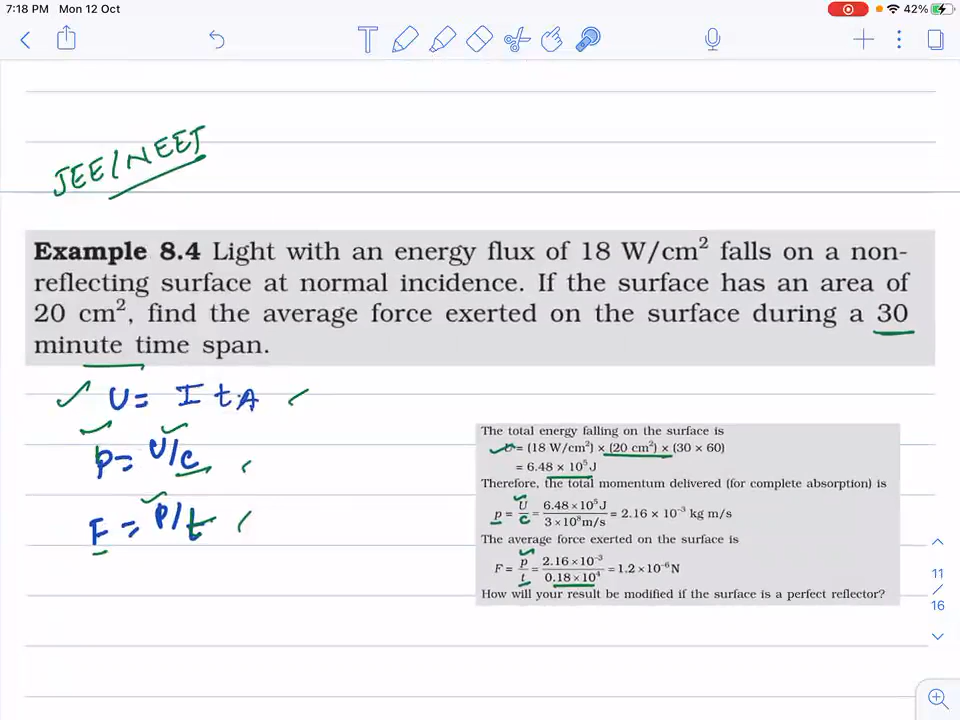 7:18 PM Mon 12 Oct
42%
JEE/NEET
Example 8.4 Light with an energy flux of 18 W/cm² falls on a non-
reflecting surface at normal incidence. If the surface has an area of
20 cm², find the average force exerted on the surface during a 30
minute time span.
U = I t A
p = U/c
F = p/t
The total energy falling on the surface is
U = (18 W/cm²) × (20 cm²) × (30 × 60)
= 6.48 × 10⁵ J
Therefore, the total momentum delivered (for complete absorption) is
p = U/c = 6.48×10⁵ J / 3×10⁸ m/s = 2.16 × 10⁻³ kg m/s
The average force exerted on the surface is
F = p/t = 2.16×10⁻³ / 0.18×10⁴ = 1.2×10⁻⁶ N
How will your result be modified if the surface is a perfect reflector?
11
/
16